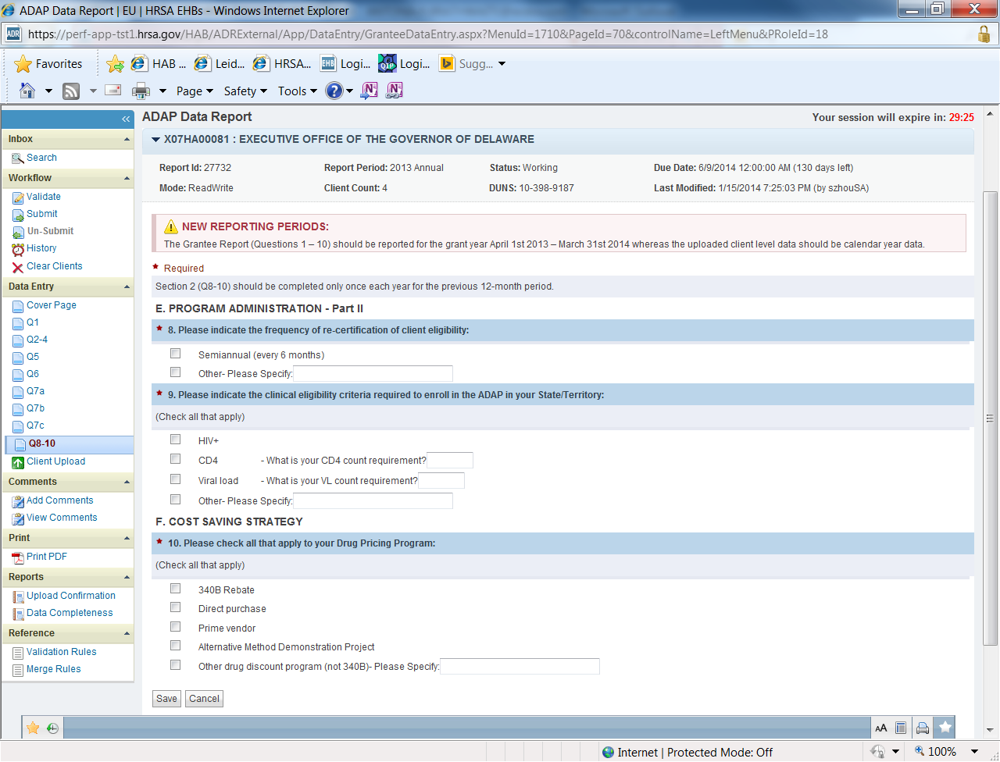 ADAP Data Report | EU | HRSA EHBs - Windows Internet Explorer
ADR https://perf-app-tst1.hrsa.gov/HAB/ADRExternal/App/DataEntry/GranteeDataEntry.aspx?MenuId=1710&PageId=70&controlName=LeftMenu&PRoleId=18
Favorites HAB ... Leid... HRSA... EHB Logi... Logi... Sugg...
Page Safety Tools
ADAP Data Report
Your session will expire in: 29:25
X07HA00081 : EXECUTIVE OFFICE OF THE GOVERNOR OF DELAWARE
Report Id: 27732 Report Period: 2013 Annual Status: Working Due Date: 6/9/2014 12:00:00 AM (130 days left)
Mode: ReadWrite Client Count: 4 DUNS: 10-398-9187 Last Modified: 1/15/2014 7:25:03 PM (by szhouSA)
Inbox
Search
Workflow
Validate
Submit
Un-Submit
History
Clear Clients
Data Entry
Cover Page
Q1
Q2-4
Q5
Q6
Q7a
Q7b
Q7c
Q8-10
Client Upload
Comments
Add Comments
View Comments
Print
Print PDF
Reports
Upload Confirmation
Data Completeness
Reference
Validation Rules
Merge Rules
NEW REPORTING PERIODS:
The Grantee Report (Questions 1 – 10) should be reported for the grant year April 1st 2013 – March 31st 2014 whereas the uploaded client level data should be calendar year data.
* Required
Section 2 (Q8-10) should be completed only once each year for the previous 12-month period.
E. PROGRAM ADMINISTRATION - Part II
* 8. Please indicate the frequency of re-certification of client eligibility:
Semiannual (every 6 months)
Other- Please Specify:
* 9. Please indicate the clinical eligibility criteria required to enroll in the ADAP in your State/Territory:
(Check all that apply)
HIV+
CD4 - What is your CD4 count requirement?
Viral load - What is your VL count requirement?
Other- Please Specify:
F. COST SAVING STRATEGY
* 10. Please check all that apply to your Drug Pricing Program:
(Check all that apply)
340B Rebate
Direct purchase
Prime vendor
Alternative Method Demonstration Project
Other drug discount program (not 340B)- Please Specify:
Save Cancel
AA
Internet | Protected Mode: Off 100%